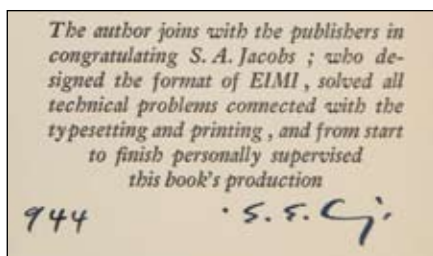 The author joins with the publishers in
congratulating S. A. Jacobs ; who de-
signed the format of EIMI , solved all
technical problems connected with the
typesetting and printing , and from start
to finish personally supervised
this book's production
944